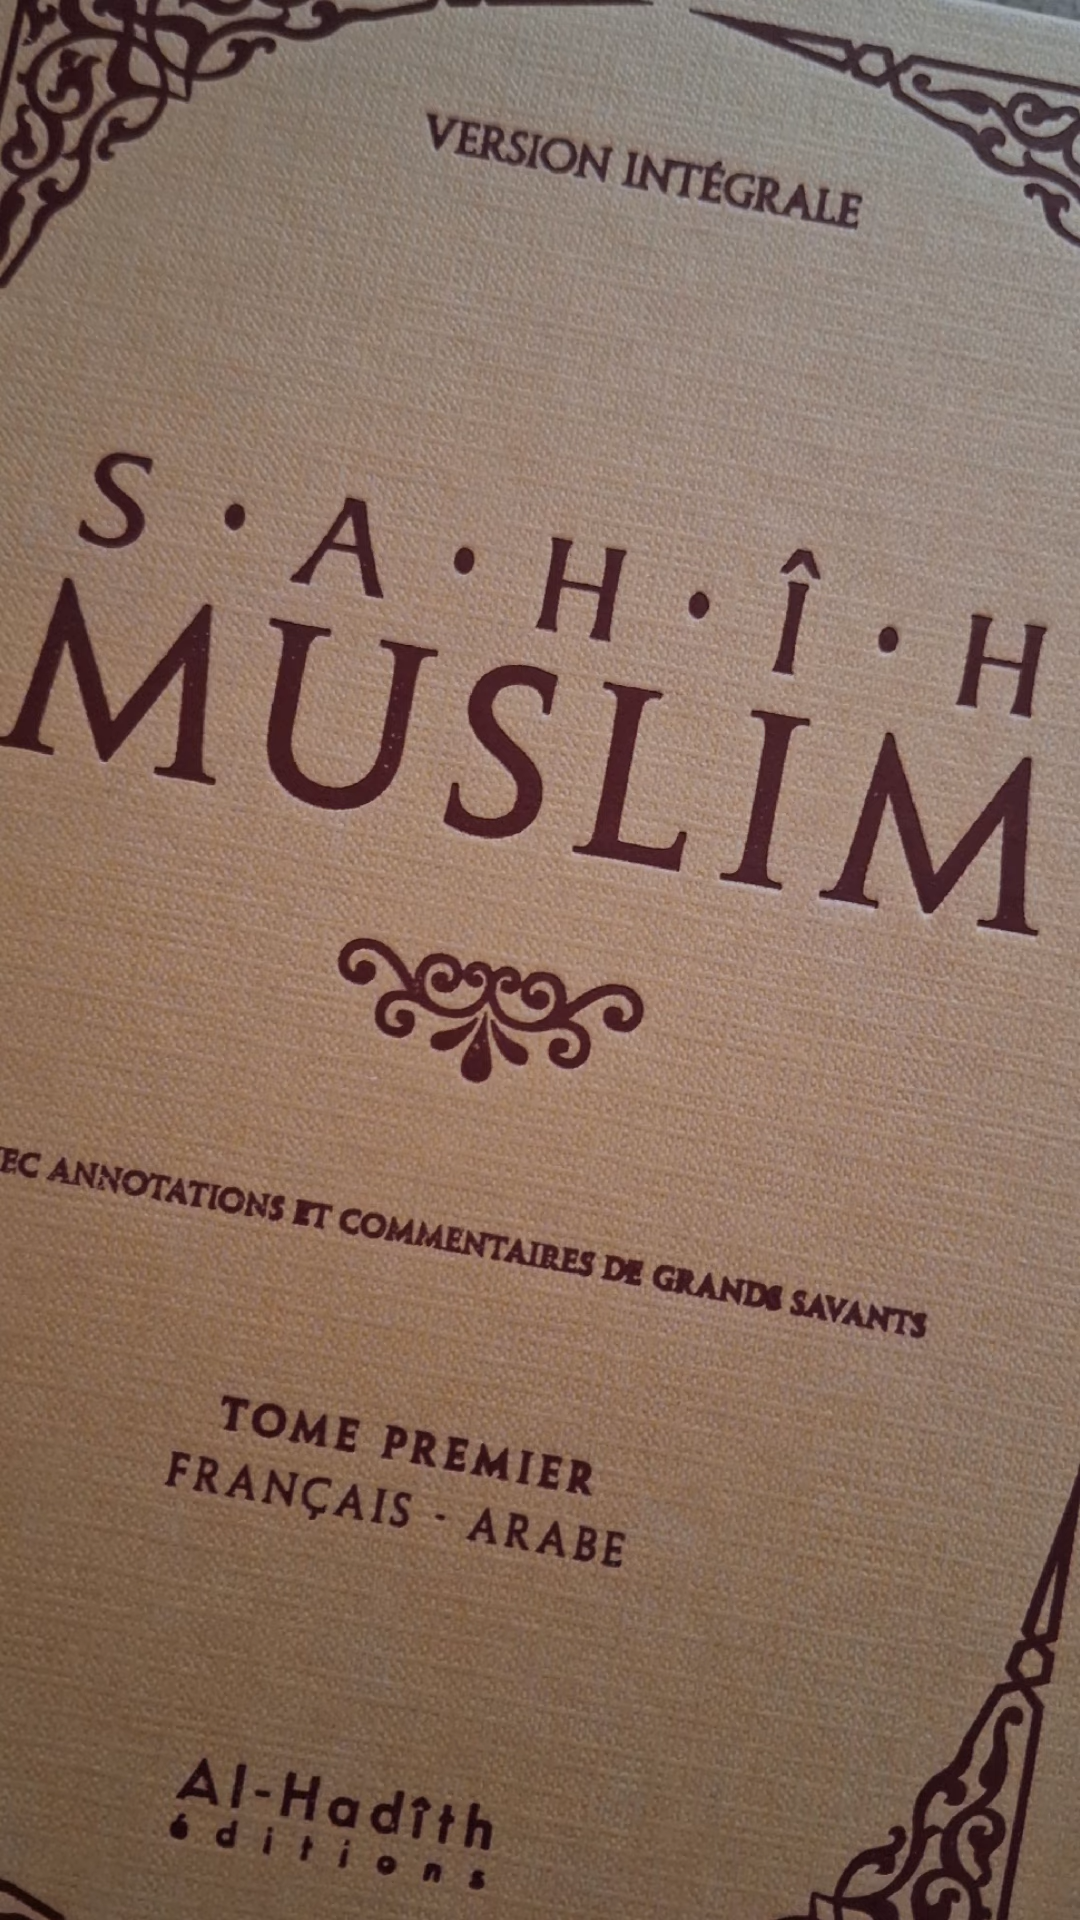 VERSION INTÉGRALE
S·A·H·Î·H
MUSLIM
EC ANNOTATIONS ET COMMENTAIRES DE GRANDS SAVANTS
TOME PREMIER
FRANÇAIS - ARABE
Al-Hadîth
éditions